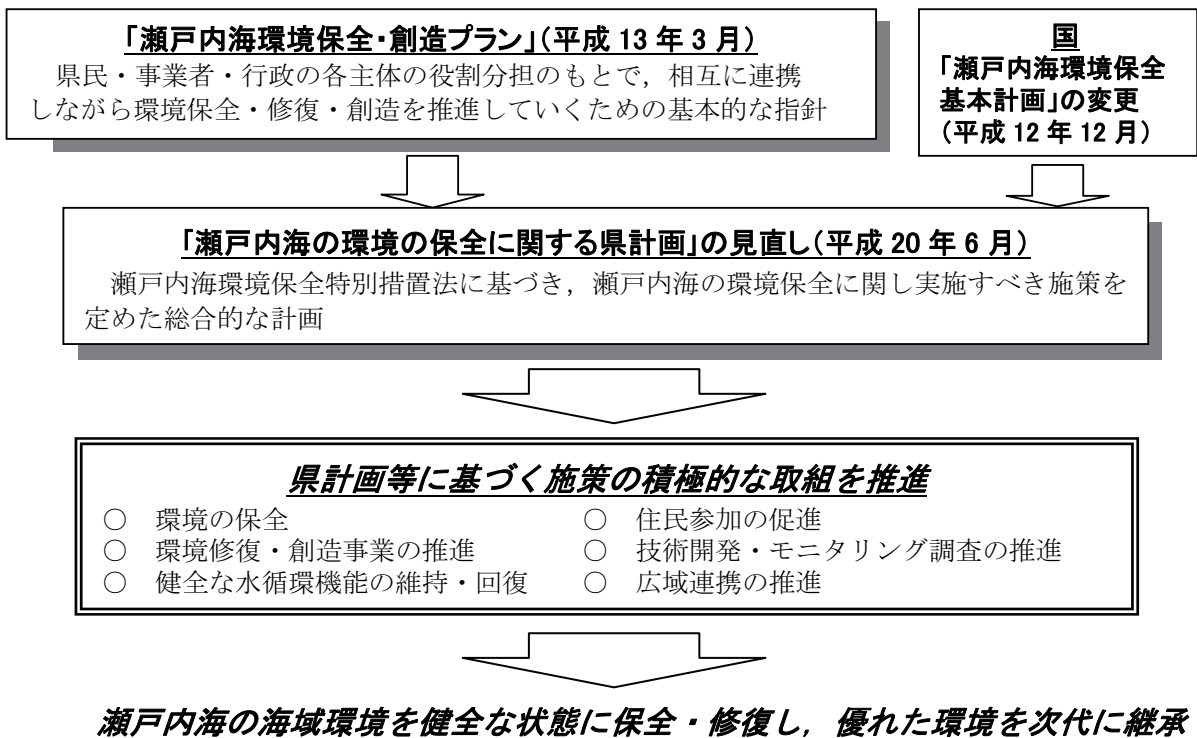 「瀬戸内海環境保全・創造プラン」（平成 13 年 3 月）
県民・事業者・行政の各主体の役割分担のもとで，相互に連携
しながら環境保全・修復・創造を推進していくための基本的な指針
国
「瀬戸内海環境保全
基本計画」の変更
（平成 12 年 12 月）
「瀬戸内海の環境の保全に関する県計画」の見直し（平成 20 年 6 月）
瀬戸内海環境保全特別措置法に基づき，瀬戸内海の環境保全に関し実施すべき施策を
定めた総合的な計画
県計画等に基づく施策の積極的な取組を推進
○ 環境の保全
○ 環境修復・創造事業の推進
○ 健全な水循環機能の維持・回復
○ 住民参加の促進
○ 技術開発・モニタリング調査の推進
○ 広域連携の推進
瀬戸内海の海域環境を健全な状態に保全・修復し，優れた環境を次代に継承